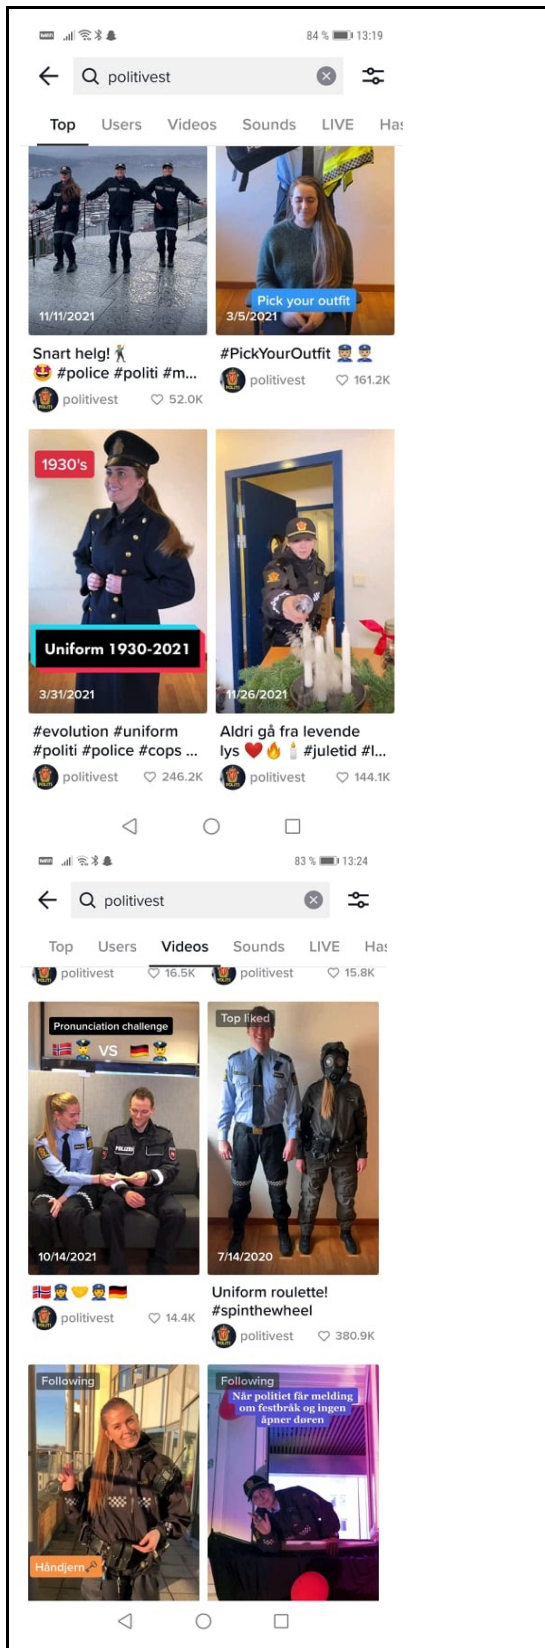 84 % 13:19
politivest
Top Users Videos Sounds LIVE Has
11/11/2021
Pick your outfit
3/5/2021
Snart helg! 🕺
🤩 #police #politi #m...
politivest 52.0K
#PickYourOutfit 👮🏼 👮🏼
politivest 161.2K
1930's
Uniform 1930-2021
3/31/2021
11/26/2021
#evolution #uniform
#politi #police #cops ...
politivest 246.2K
Aldri gå fra levende
lys ❤️🔥🕯️ #juletid #l...
politivest 144.1K
83 % 13:24
politivest
Top Users Videos Sounds LIVE Has
politivest 16.5K
politivest 15.8K
Pronunciation challenge
🇳🇴👮 VS 🇩🇪👮
POLIZEI
10/14/2021
Top liked
7/14/2020
🇳🇴👮‍♀️🤝👮‍♀️🇩🇪
politivest 14.4K
Uniform roulette!
#spinthewheel
politivest 380.9K
Following
Håndjern
Following
Når politiet får melding
om festbråk og ingen
åpner døren